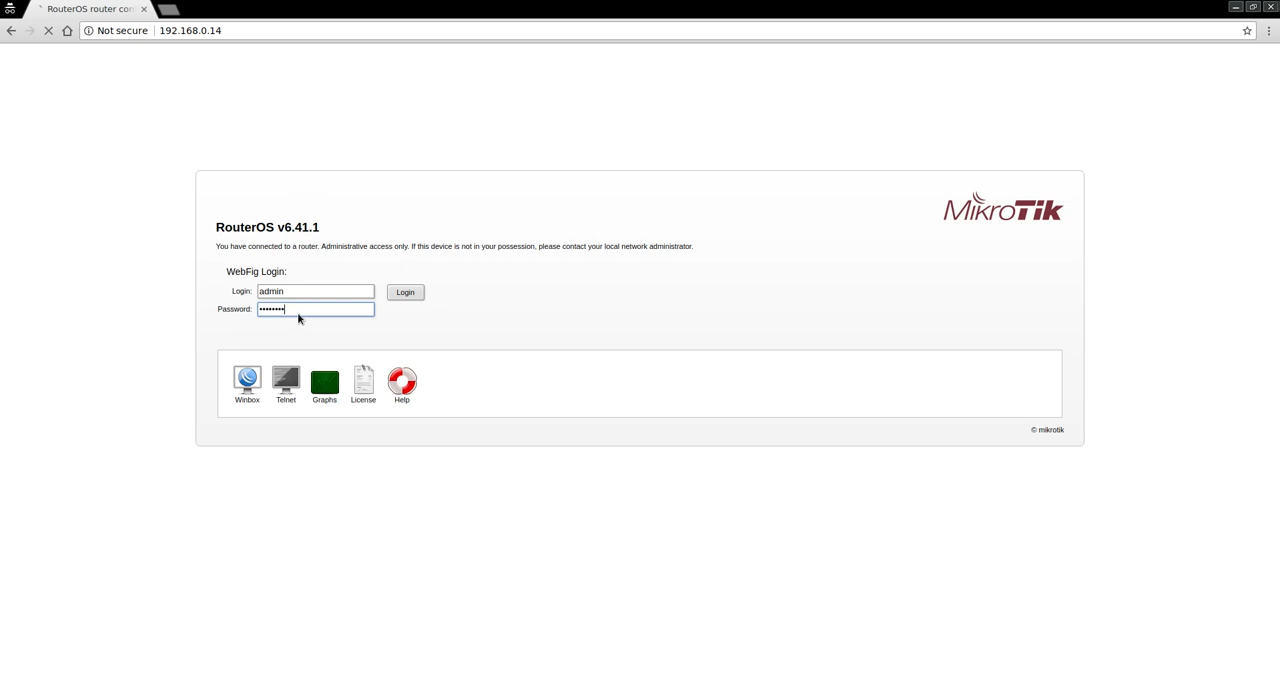 RouterOS router con
Not secure
192.168.0.14
MikroTik
RouterOS v6.41.1
You have connected to a router. Administrative access only. If this device is not in your possession, please contact your local network administrator.
WebFig Login:
Login: admin Login
Password: ••••••••
Winbox Telnet Graphs License Help
© mikrotik